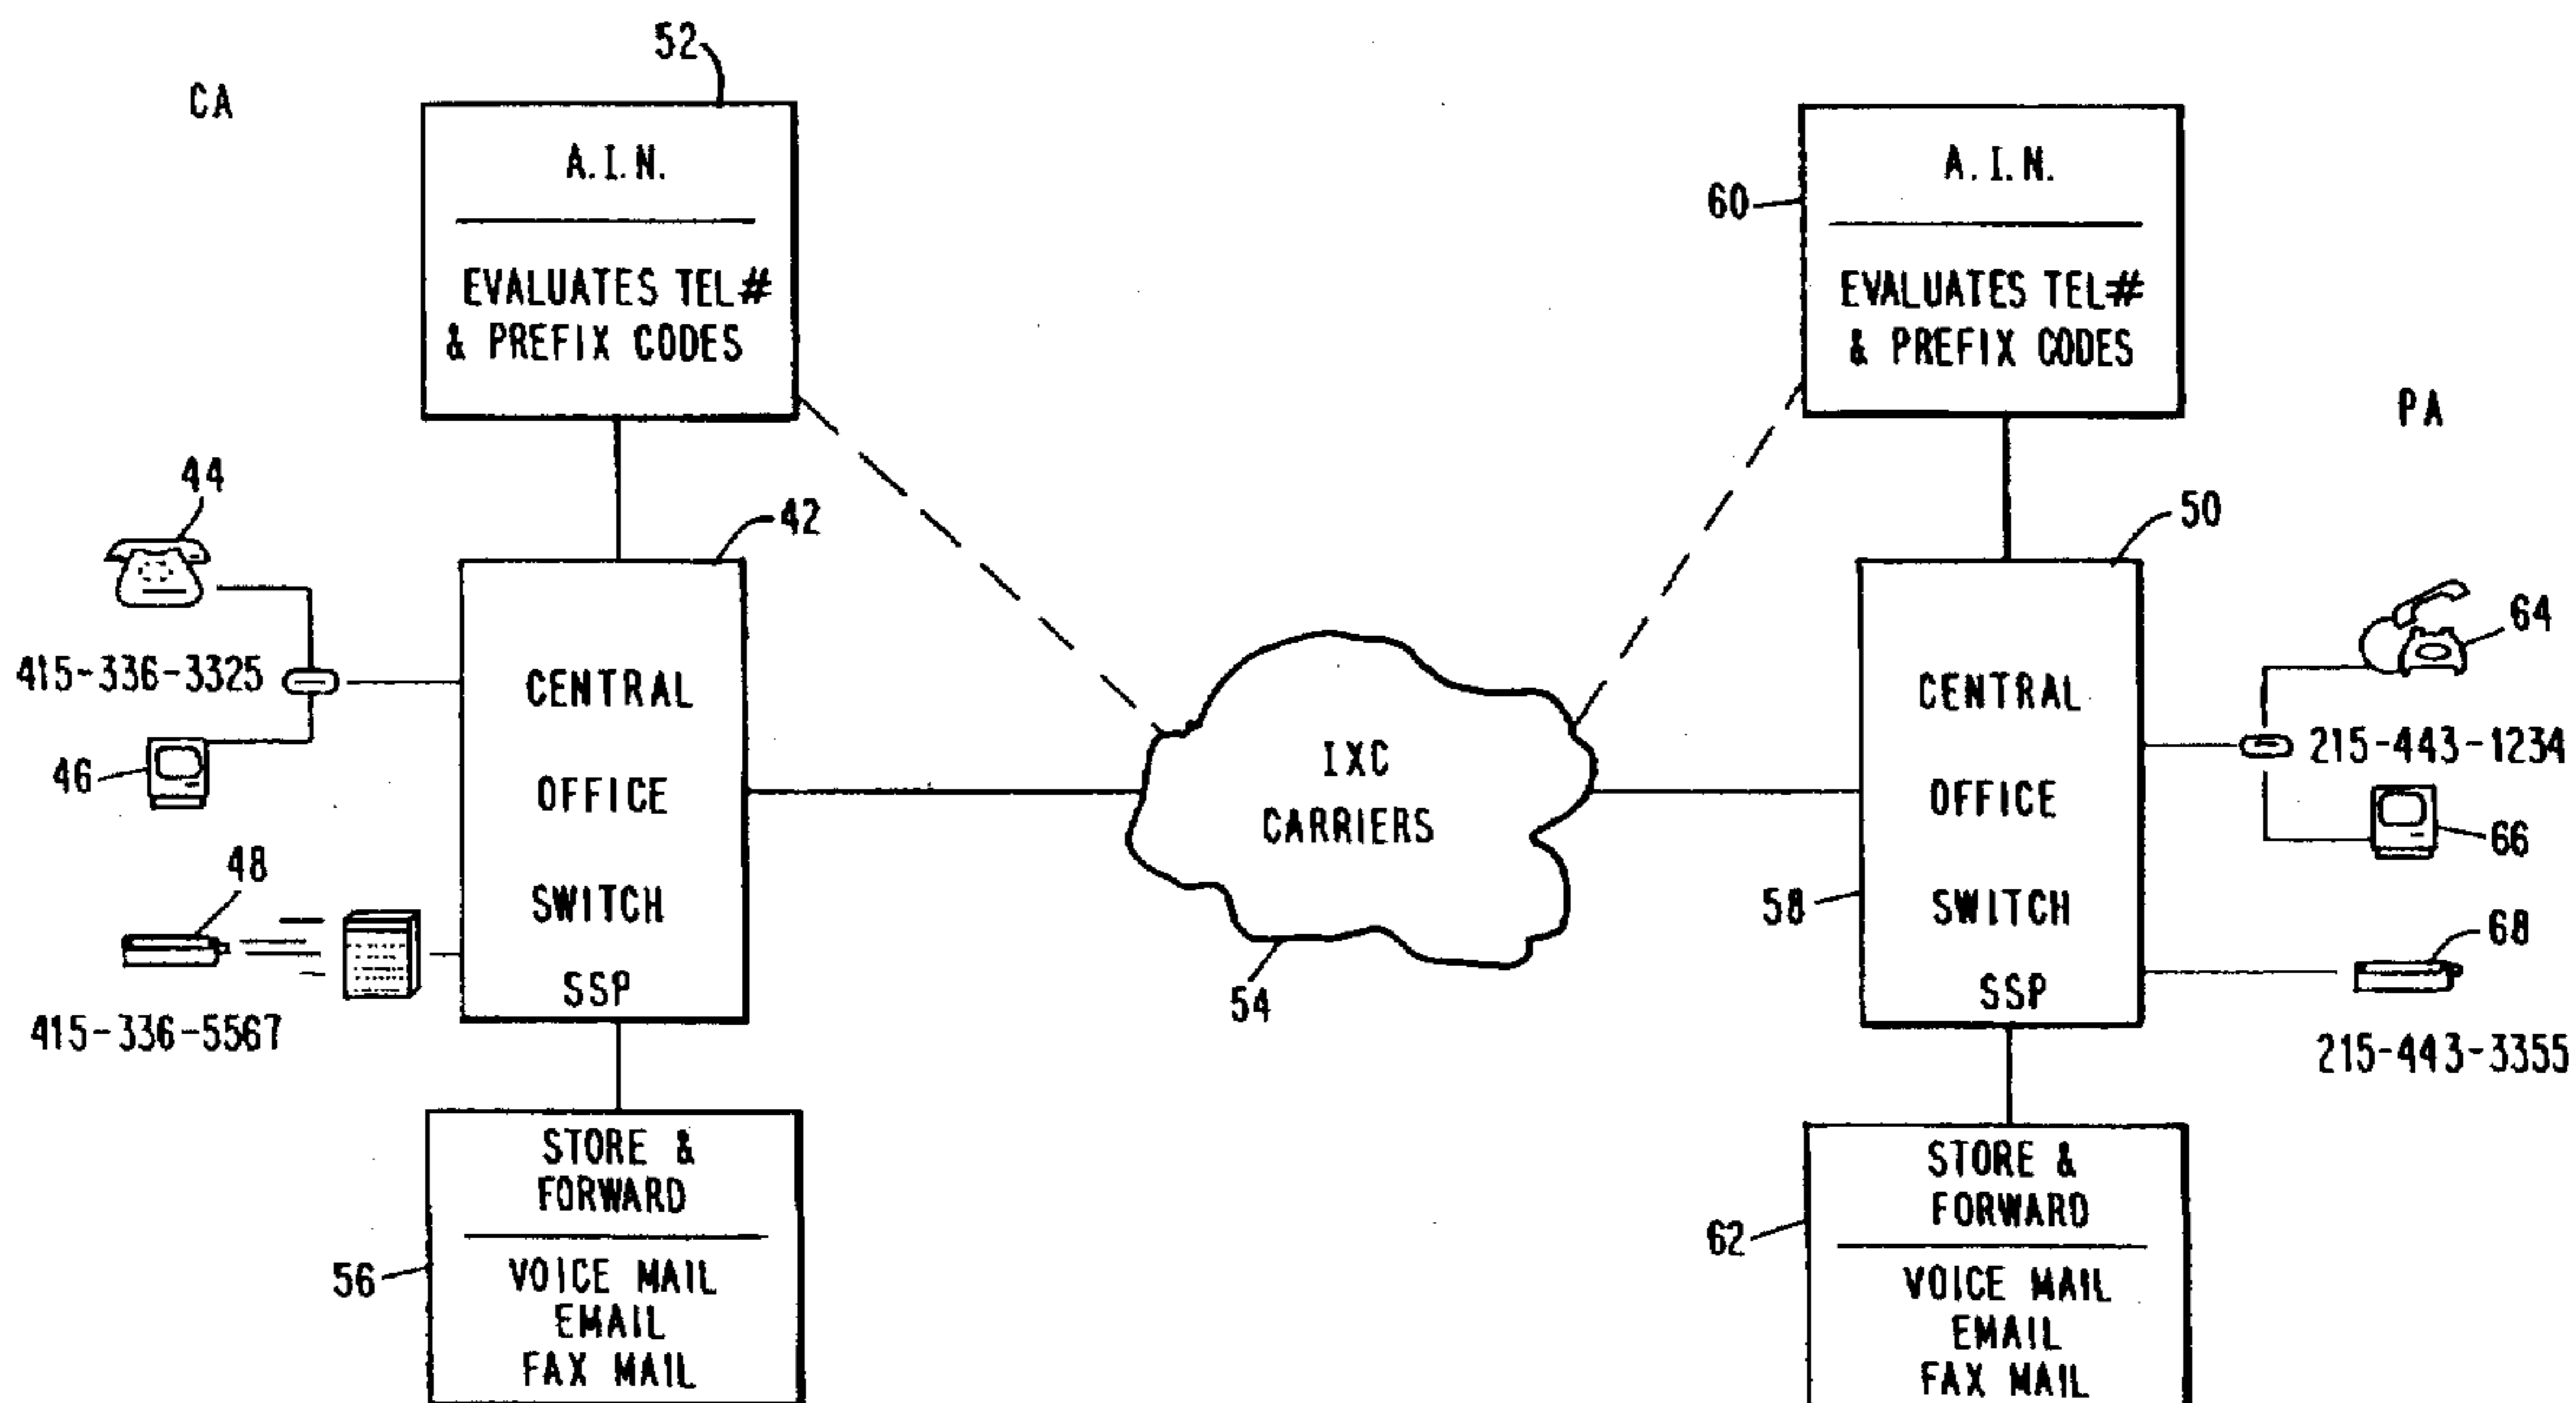 52
CA
A.I.N.
EVALUATES TEL#
& PREFIX CODES
A.I.N.
60
EVALUATES TEL#
& PREFIX CODES
PA
44
42
50
64
415-336-3325
CENTRAL
OFFICE
SWITCH
SSP
46
48
415-336-5567
IXC
CARRIERS
54
CENTRAL
OFFICE
SWITCH
SSP
58
215-443-1234
66
68
215-443-3355
STORE &
FORWARD
56
VOICE MAIL
EMAIL
FAX MAIL
STORE &
FORWARD
62
VOICE MAIL
EMAIL
FAX MAIL